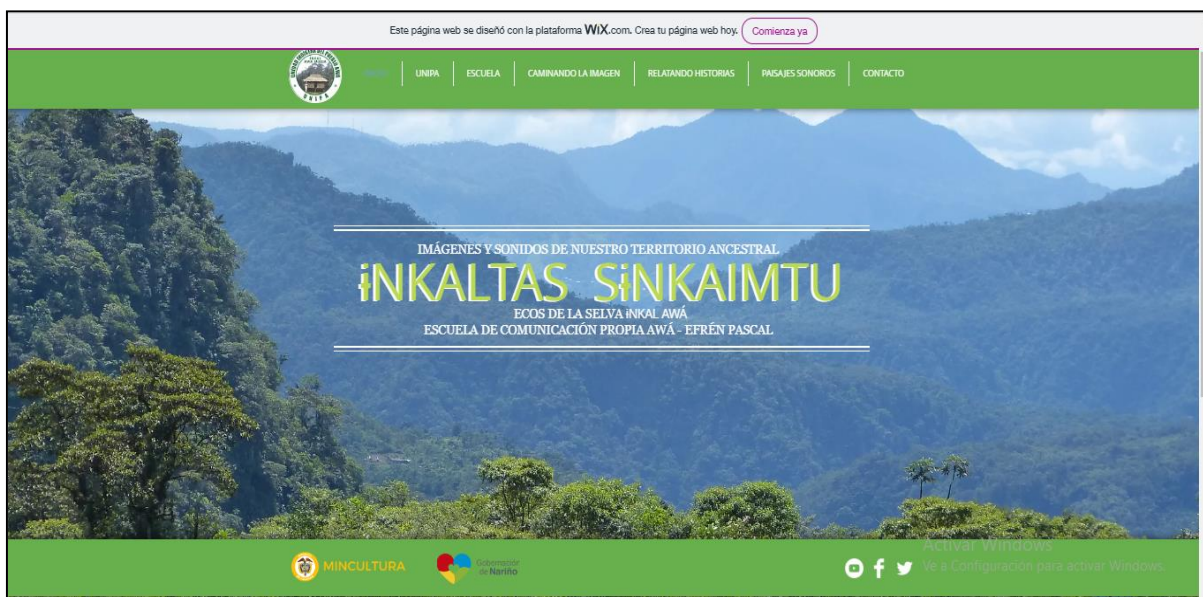 Este página web se diseñó con la plataforma WiX.com. Crea tu página web hoy. Comienza ya
INICIO UNIPA ESCUELA CAMINANDO LA IMAGEN RELATANDO HISTORIAS PAISAJES SONOROS CONTACTO
UNIPA
IMÁGENES Y SONIDOS DE NUESTRO TERRITORIO ANCESTRAL
ɨNKALTAS SɨNKAIMTU
ECOS DE LA SELVA ɨNKAL AWÁ
ESCUELA DE COMUNICACIÓN PROPIA AWÁ - EFRÉN PASCAL
MINCULTURA
Gobernación
de Nariño
Activar Windows
Ve a Configuración para activar Windows.